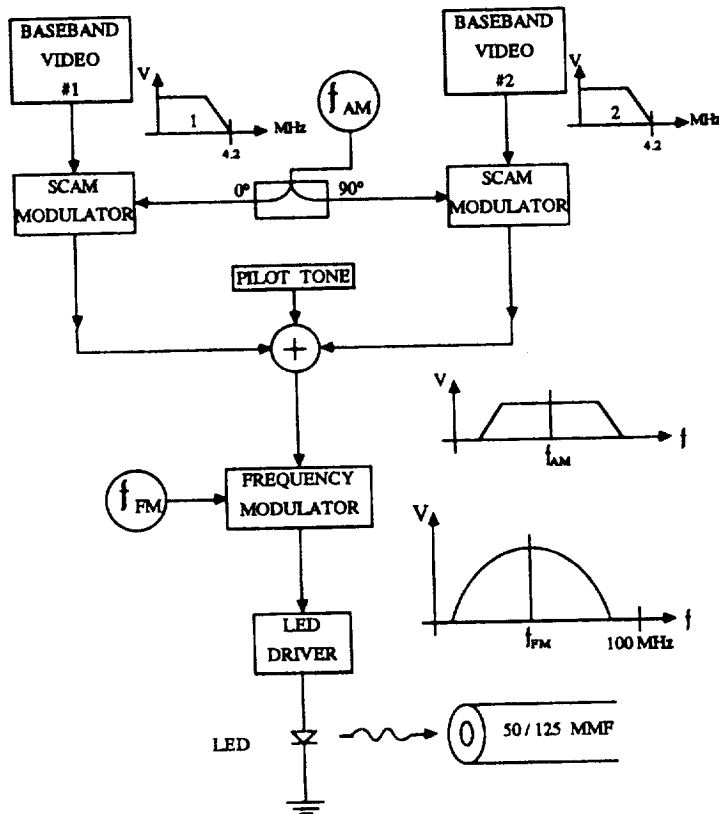 BASEBAND
VIDEO
#1
V
1
4.2
MHz
f AM
BASEBAND
VIDEO
#2
V
2
4.2
MHz
SCAM
MODULATOR
0°
90°
SCAM
MODULATOR
PILOT TONE
+
V
f AM
f
f FM
FREQUENCY
MODULATOR
V
f FM
100 MHz
f
LED
DRIVER
LED
50 / 125 MMF